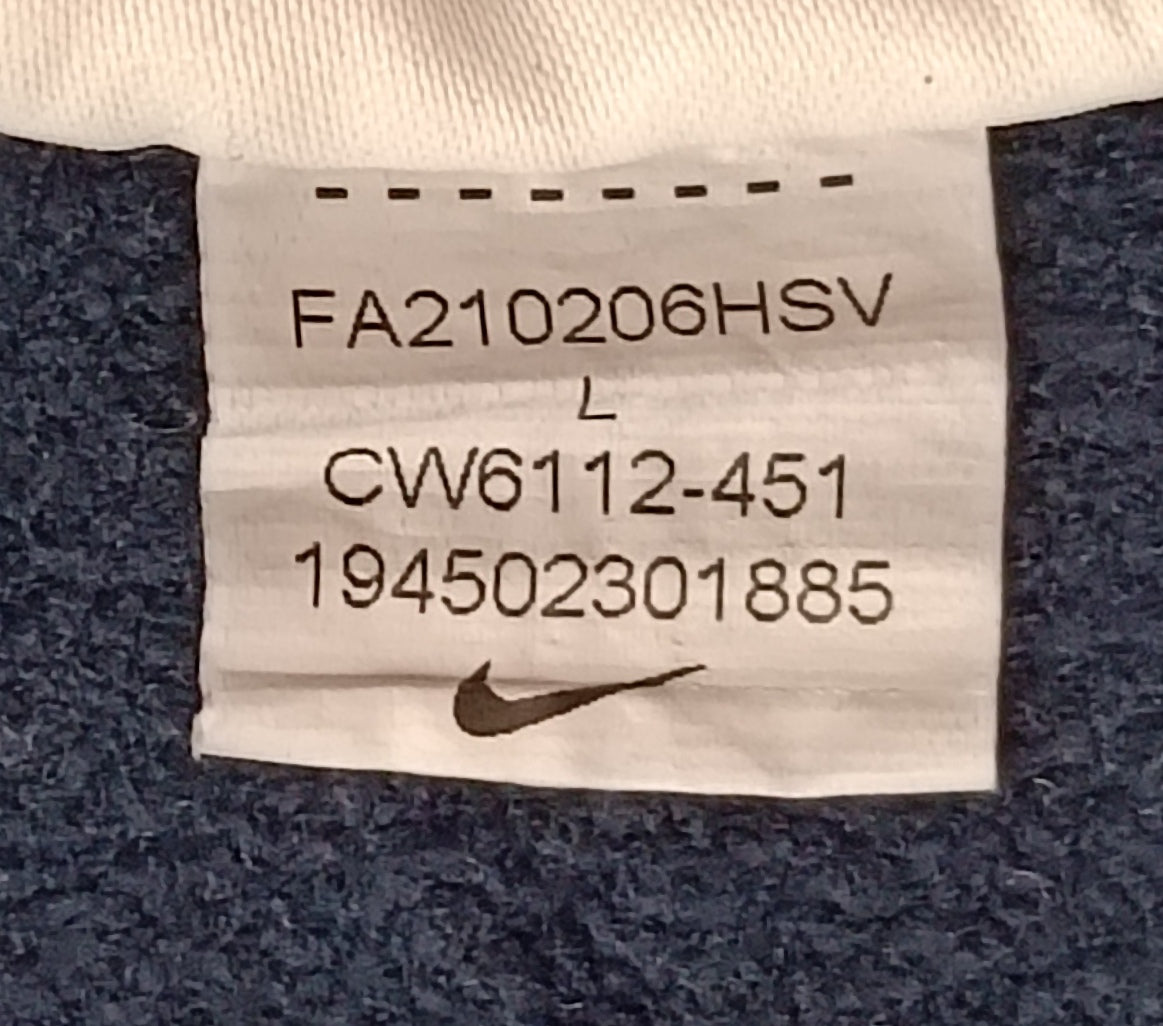 --------
FA210206HSV
L
CW6112-451
194502301885